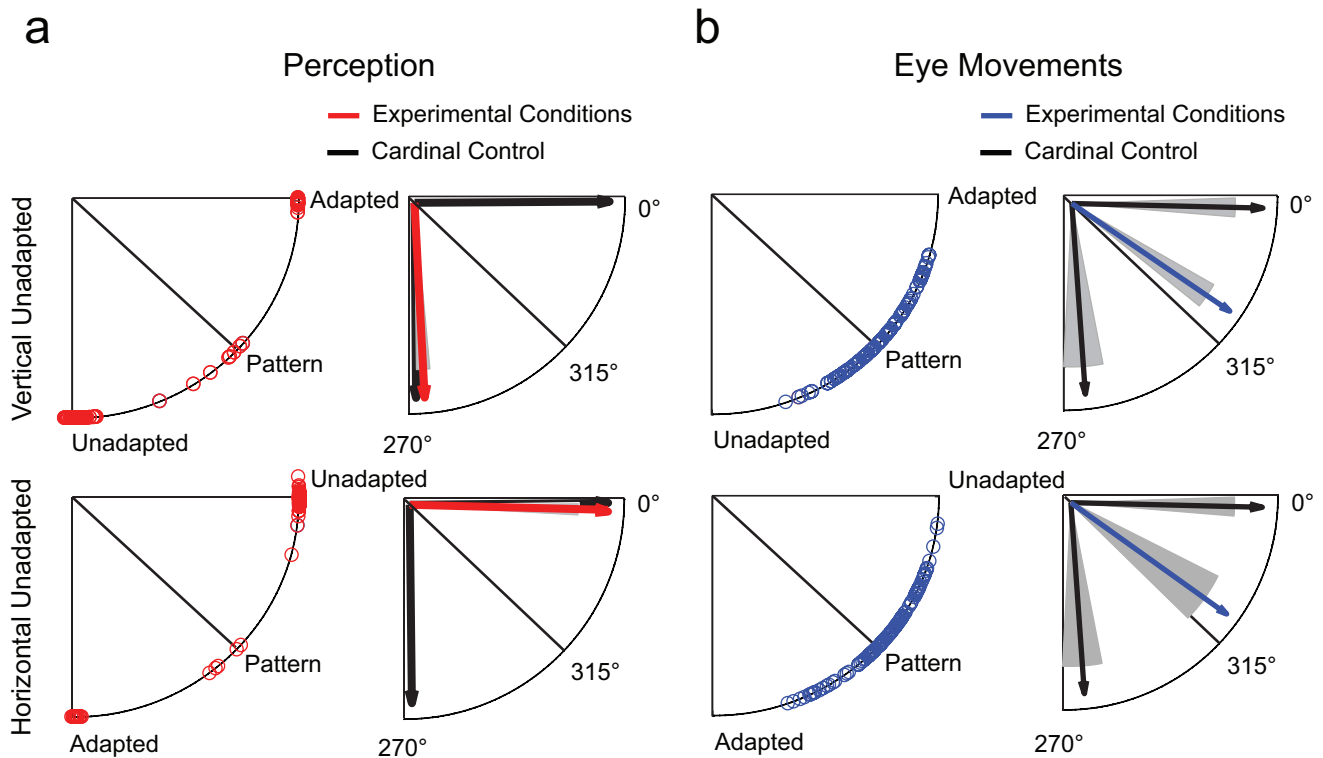 a
Perception
Experimental Conditions
Cardinal Control
Vertical Unadapted
Adapted
Pattern
Unadapted
0°
315°
270°
Horizontal Unadapted
Unadapted
Pattern
Adapted
0°
315°
270°
b
Eye Movements
Experimental Conditions
Cardinal Control
Adapted
Pattern
Unadapted
0°
315°
270°
Unadapted
Pattern
Adapted
0°
315°
270°